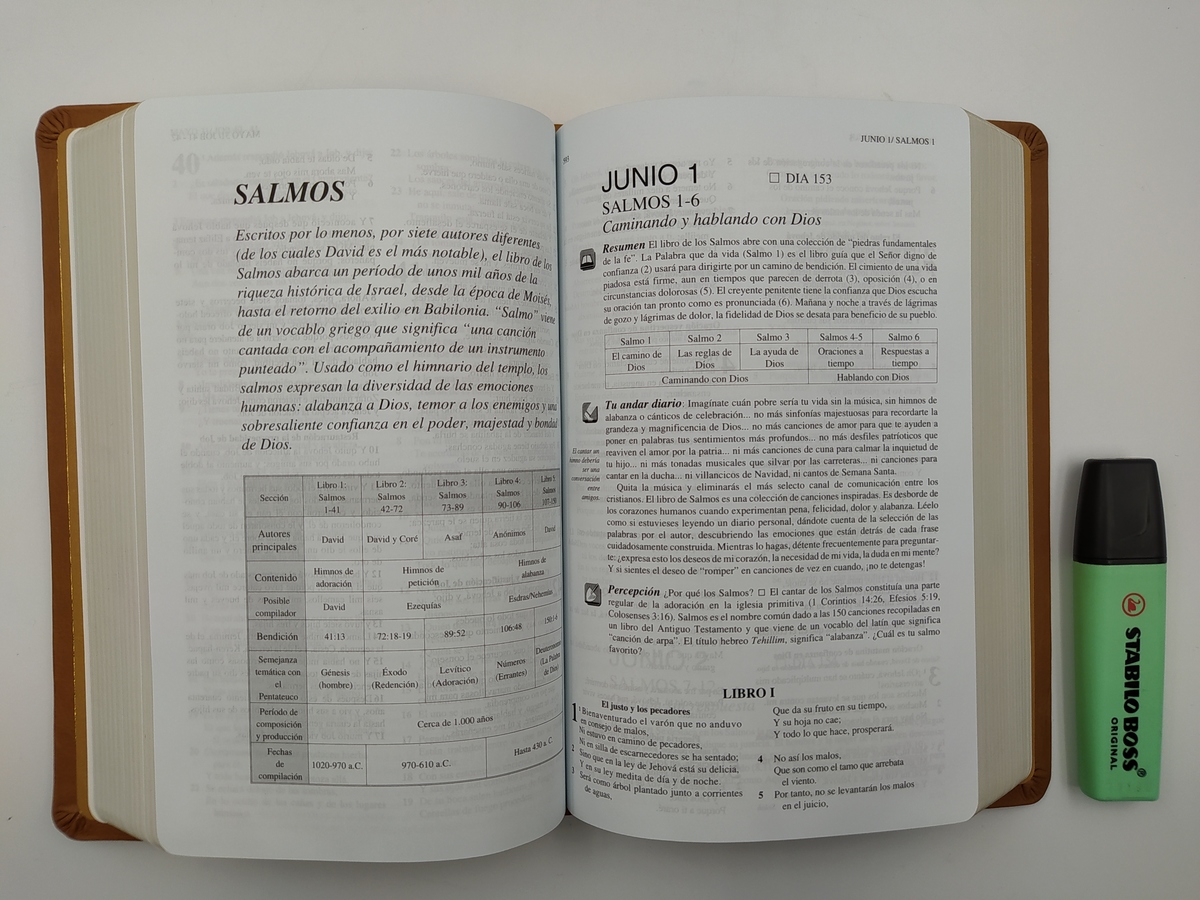 SALMOS
Escritos por lo menos, por siete autores diferentes
(de los cuales David es el más notable), el libro de los
Salmos abarca un período de unos mil años de la
riqueza histórica de Israel, desde la época de Moisés,
hasta el retorno del exilio en Babilonia. “Salmo” viene
de un vocablo griego que significa “una canción
cantada con el acompañamiento de un instrumento
punteado”. Usado como el himnario del templo, los
salmos expresan la diversidad de las emociones
humanas: alabanza a Dios, temor a los enemigos y una
sobresaliente confianza en el poder, majestad y bondad
de Dios.
Sección
Libro 1: Salmos 1-41
Libro 2: Salmos 42-72
Libro 3: Salmos 73-89
Libro 4: Salmos 90-106
Libro 5: Salmos
Autores principales
David
David y Coré
Asaf
Anónimos
David
Contenido
Himnos de adoración
Himnos de petición
Himnos de alabanza
Posible compilador
David
Ezequías
Esdras/Nehemías
Bendición
41:13
72:18-19
89:52
106:48
Semejanza temática con el Pentateuco
Génesis (hombre)
Éxodo (Redención)
Levítico (Adoración)
Números (Errantes)
(La Palabra de Dios)
Período de composición y producción
Cerca de 1.000 años
Fechas de compilación
1020-970 a.C.
970-610 a.C.
Hasta 430 a.C.
JUNIO 1/ SALMOS 1
JUNIO 1
☐ DIA 153
SALMOS 1-6
Caminando y hablando con Dios
Resumen El libro de los Salmos abre con una colección de “piedras fundamentales
de la fe”. La Palabra que da vida (Salmo 1) es el libro guía que el Señor digno de
confianza (2) usará para dirigirte por un camino de bendición. El cimiento de una vida
piadosa está firme, aun en tiempos que parecen de derrota (3), oposición (4), o en
circunstancias dolorosas (5). El creyente penitente tiene la confianza que Dios escucha
su oración tan pronto como es pronunciada (6). Mañana y noche a través de lágrimas
de gozo y lágrimas de dolor, la fidelidad de Dios se desata para beneficio de su pueblo.
Salmo 1
Salmo 2
Salmo 3
Salmos 4-5
Salmo 6
El camino de Dios
Las reglas de Dios
La ayuda de Dios
Oraciones a tiempo
Respuestas a tiempo
Caminando con Dios
Hablando con Dios
Tu andar diario: Imagínate cuán pobre sería tu vida sin la música, sin himnos de
alabanza o cánticos de celebración... no más sinfonías majestuosas para recordarte la
grandeza y magnificencia de Dios... no más canciones de amor para que te ayuden a
poner en palabras tus sentimientos más profundos... no más desfiles patrióticos que
reaviven el amor por la patria... ni más canciones de cuna para calmar la inquietud de
tu hijo... ni más tonadas musicales que silvar por las carreteras... ni canciones para
cantar en la ducha... ni villancicos de Navidad, ni cantos de Semana Santa.
Quita la música y eliminarás el más selecto canal de comunicación entre los
cristianos. El libro de Salmos es una colección de canciones inspiradas. Es desborde de
los corazones humanos cuando experimentan pena, felicidad, dolor y alabanza. Léelo
como si estuvieses leyendo un diario personal, dándote cuenta de la selección de las
palabras por el autor, descubriendo las emociones que están detrás de cada frase
cuidadosamente construida. Mientras lo hagas, détente frecuentemente para preguntar-
te: ¿expresa esto los deseos de mi corazón, la necesidad de mi vida, la duda en mi mente?
Y si sientes el deseo de “romper” en canciones de vez en cuando, ¡no te detengas!
El cantar un
himno debería
ser una
conversación
entre
amigos.
Percepción ¿Por qué los Salmos? ☐ El cantar de los Salmos constituía una parte
regular de la adoración en la iglesia primitiva (1 Corintios 14:26, Efesios 5:19,
Colosenses 3:16). Salmos es el nombre común dado a las 150 canciones recopiladas en
un libro del Antiguo Testamento y que viene de un vocablo del latín que significa
“canción de arpa”. El título hebreo Tehillim, significa “alabanza”. ¿Cuál es tu salmo
favorito?
LIBRO I
El justo y los pecadores
1 1 Bienaventurado el varón que no anduvo
en consejo de malos,
Ni estuvo en camino de pecadores,
Ni en silla de escarnecedores se ha sentado;
2 Sino que en la ley de Jehová está su delicia,
Y en su ley medita de día y de noche.
3 Será como árbol plantado junto a corrientes
de aguas,
Que da su fruto en su tiempo,
Y su hoja no cae;
Y todo lo que hace, prosperará.
4 No así los malos,
Que son como el tamo que arrebata
el viento.
5 Por tanto, no se levantarán los malos
en el juicio,
STABILO BOSS®
ORIGINAL